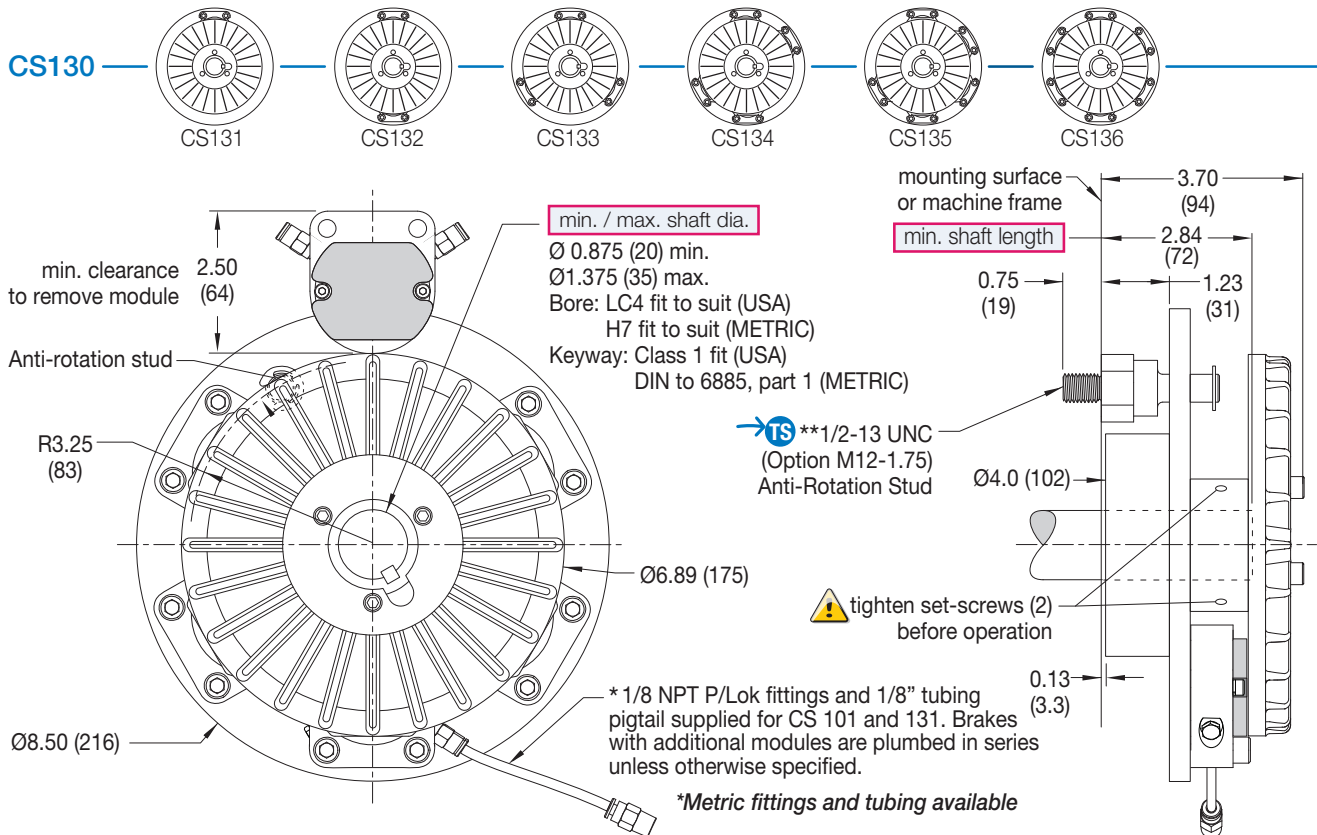 CS130
CS131
CS132
CS133
CS134
CS135
CS136
min. clearance
to remove module
2.50
(64)
Anti-rotation stud
R3.25
(83)
Ø8.50 (216)
min. / max. shaft dia.
Ø 0.875 (20) min.
Ø1.375 (35) max.
Bore: LC4 fit to suit (USA)
H7 fit to suit (METRIC)
Keyway: Class 1 fit (USA)
DIN to 6885, part 1 (METRIC)
Ø6.89 (175)
*1/8 NPT P/Lok fittings and 1/8” tubing
pigtail supplied for CS 101 and 131. Brakes
with additional modules are plumbed in series
unless otherwise specified.
*Metric fittings and tubing available
mounting surface
or machine frame
3.70
(94)
min. shaft length
2.84
(72)
0.75
(19)
1.23
(31)
TS **1/2-13 UNC
(Option M12-1.75)
Anti-Rotation Stud
Ø4.0 (102)
! tighten set-screws (2)
before operation
0.13
(3.3)